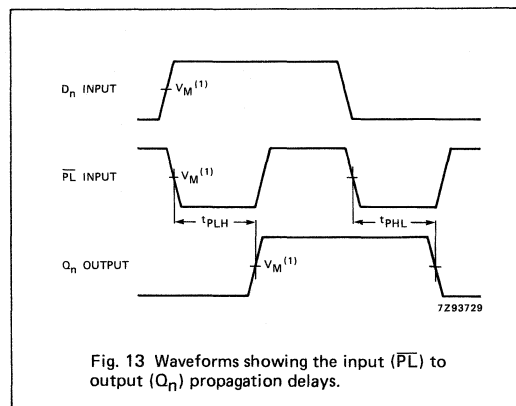 Dn INPUT
VM(1)
PL INPUT
VM(1)
tPLH
tPHL
Qn OUTPUT
VM(1)
7Z93729
Fig. 13 Waveforms showing the input (PL) to
output (Qn) propagation delays.